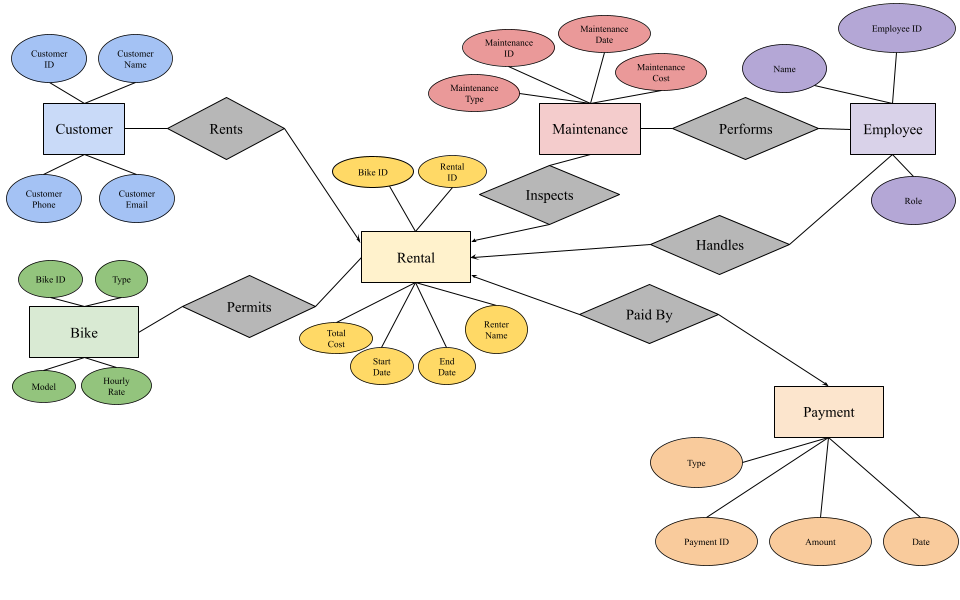 Employee ID
Customer
ID
Customer
Name
Maintenance
ID
Maintenance
Date
Maintenance
Cost
Name
Maintenance
Type
Customer
Rents
Maintenance
Performs
Employee
Bike ID
Rental
ID
Inspects
Customer
Phone
Customer
Email
Role
Handles
Rental
Bike ID
Type
Permits
Paid By
Bike
Total
Cost
Renter
Name
Start
Date
End
Date
Model
Hourly
Rate
Payment
Type
Payment ID
Amount
Date